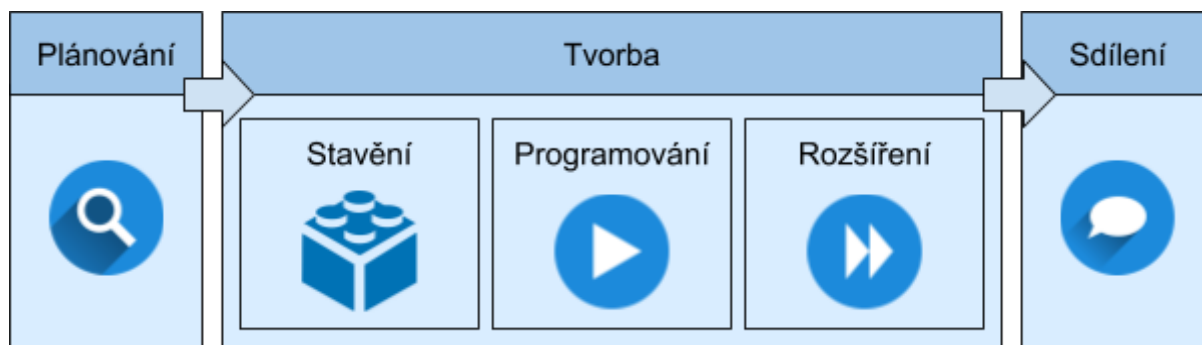 Plánování
Tvorba
Sdílení
Stavění
Programování
Rozšíření